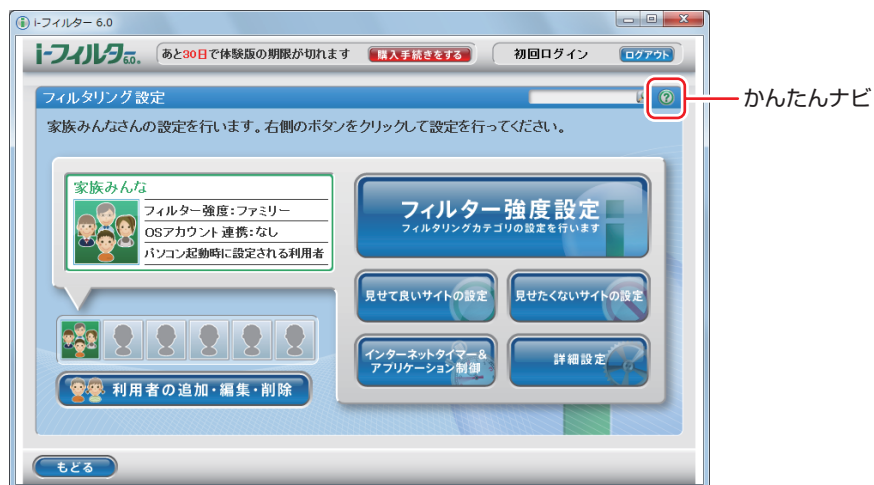 i-フィルター 6.0
i-フィルター6.0.
あと30日で体験版の期限が切れます
購入手続きをする
初回ログイン
ログアウト
フィルタリング設定
?
かんたんナビ
家族みんなさんの設定を行います。右側のボタンをクリックして設定を行ってください。
家族みんな
フィルター強度:ファミリー
OSアカウント連携:なし
パソコン起動時に設定される利用者
フィルター強度設定
フィルタリングカテゴリの設定を行います
見せて良いサイトの設定
見せたくないサイトの設定
インターネットタイマー&
アプリケーション制御
詳細設定
利用者の追加・編集・削除
もどる